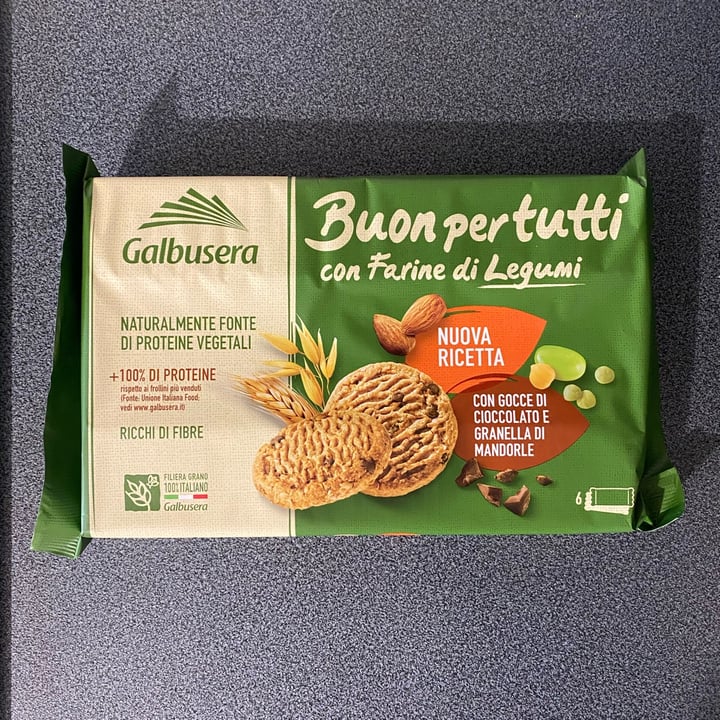 Galbusera
NATURALMENTE FONTE
DI PROTEINE VEGETALI
+100% DI PROTEINE
rispetto ai frollini più venduti
(Fonte: Unione Italiana Food;
vedi www.galbusera.it)
RICCHI DI FIBRE
FILIERA GRANO
100% ITALIANO
Galbusera
Buon per tutti
con Farine di Legumi
NUOVA
RICETTA
CON GOCCE DI
CIOCCOLATO E
GRANELLA DI
MANDORLE
6